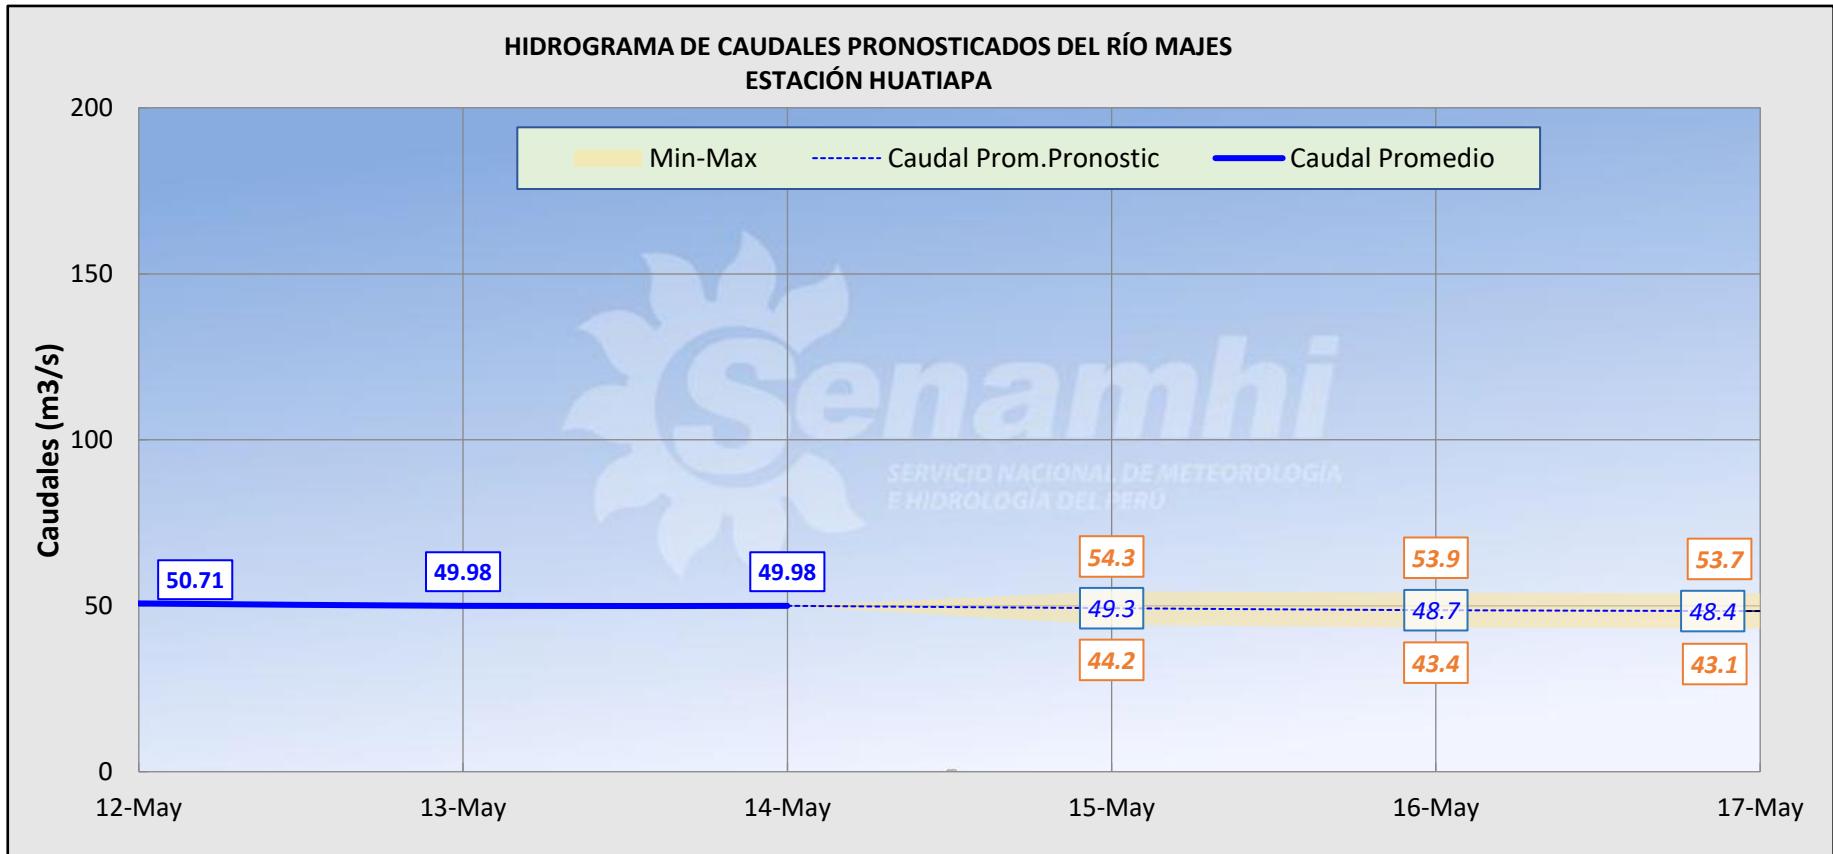 HIDROGRAMA DE CAUDALES PRONOSTICADOS DEL RÍO MAJES
ESTACIÓN HUATIAPA
Min-Max
Caudal Prom.Pronostic
Caudal Promedio
Caudales (m3/s)
200
150
100
50
0
Senamhi
SERVICIO NACIONAL DE METEOROLOGÍA
E HIDROLOGÍA DEL PERÚ
50.71
49.98
49.98
54.3
53.9
53.7
49.3
48.7
48.4
44.2
43.4
43.1
12-May
13-May
14-May
15-May
16-May
17-May